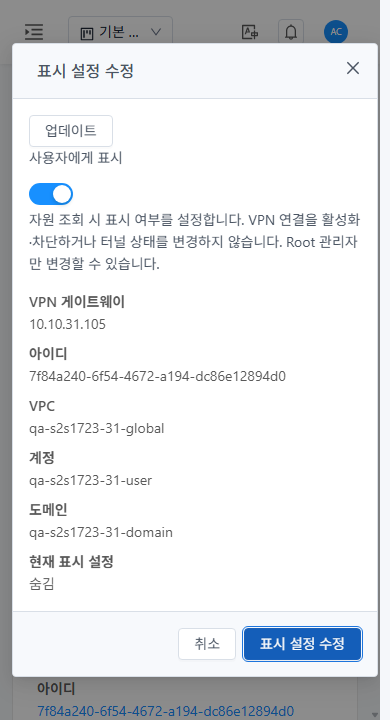 기본 ...
AC
표시 설정 수정
업데이트
사용자에게 표시
자원 조회 시 표시 여부를 설정합니다. VPN 연결을 활성화
·차단하거나 터널 상태를 변경하지 않습니다. Root 관리자
만 변경할 수 있습니다.
VPN 게이트웨이
10.10.31.105
아이디
7f84a240-6f54-4672-a194-dc86e12894d0
VPC
qa-s2s1723-31-global
계정
qa-s2s1723-31-user
도메인
qa-s2s1723-31-domain
현재 표시 설정
숨김
취소
표시 설정 수정
아이디
7f84a240-6f54-4672-a194-dc86e12894d0